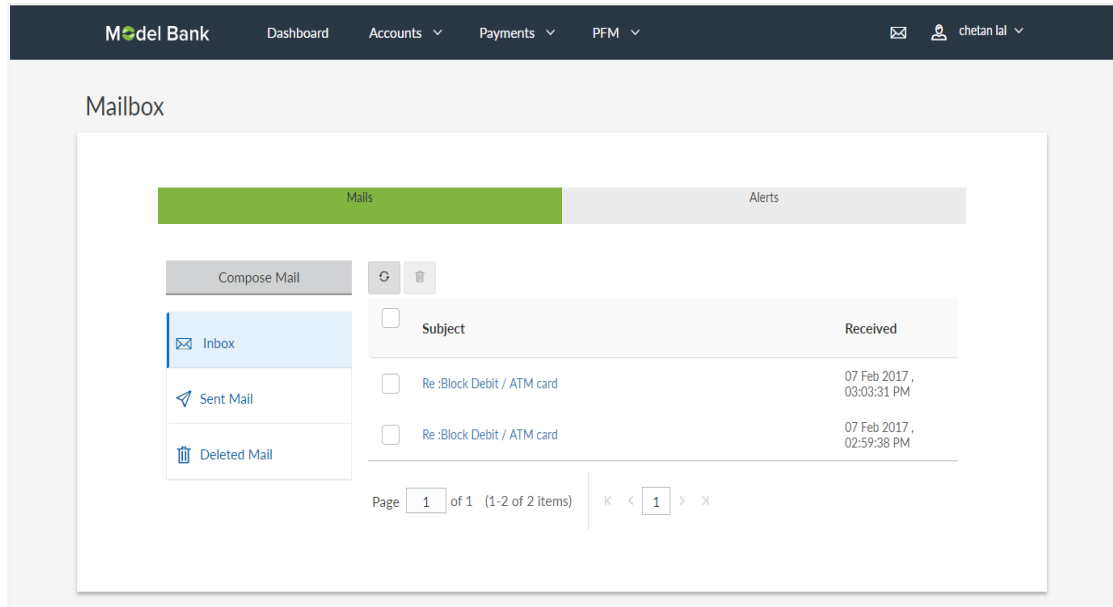 Model Bank Dashboard Accounts Payments PFM chetan lal
Mailbox
Mails Alerts
Compose Mail
Subject Received
Inbox
Re :Block Debit / ATM card 07 Feb 2017 ,
03:03:31 PM
Sent Mail
Re :Block Debit / ATM card 07 Feb 2017 ,
02:59:38 PM
Deleted Mail
Page 1 of 1 (1-2 of 2 items) K < 1 > X